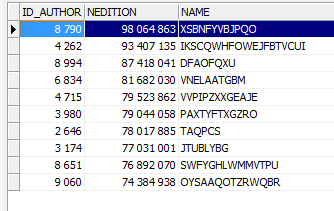 ID_AUTHOR NEDITION NAME
8 790 98 064 863 XSBNFYVBJPQO
4 262 93 407 135 IKSCQWHFOWEJFBTVCUI
8 994 87 418 041 DFAOFQXU
6 834 81 682 030 VNELAATGBM
4 715 79 523 862 VVPIPZXXGEAJE
3 980 79 044 058 PAXTYFTXGZRO
2 646 78 017 885 TAQPCS
3 174 77 031 001 JTUBLYBG
8 651 76 892 070 SWFYGHLWMMVTPU
9 060 74 384 938 OYSAAQOTZRWQBR